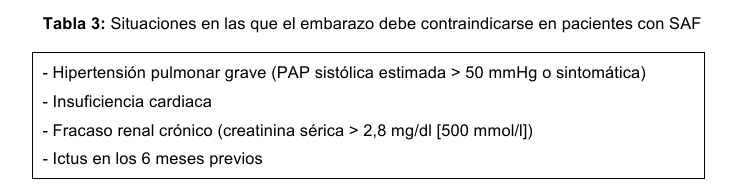 Tabla 3: Situaciones en las que el embarazo debe contraindicarse en pacientes con SAF
- Hipertensión pulmonar grave (PAP sistólica estimada > 50 mmHg o sintomática)
- Insuficiencia cardiaca
- Fracaso renal crónico (creatinina sérica > 2,8 mg/dl [500 mmol/l])
- Ictus en los 6 meses previos